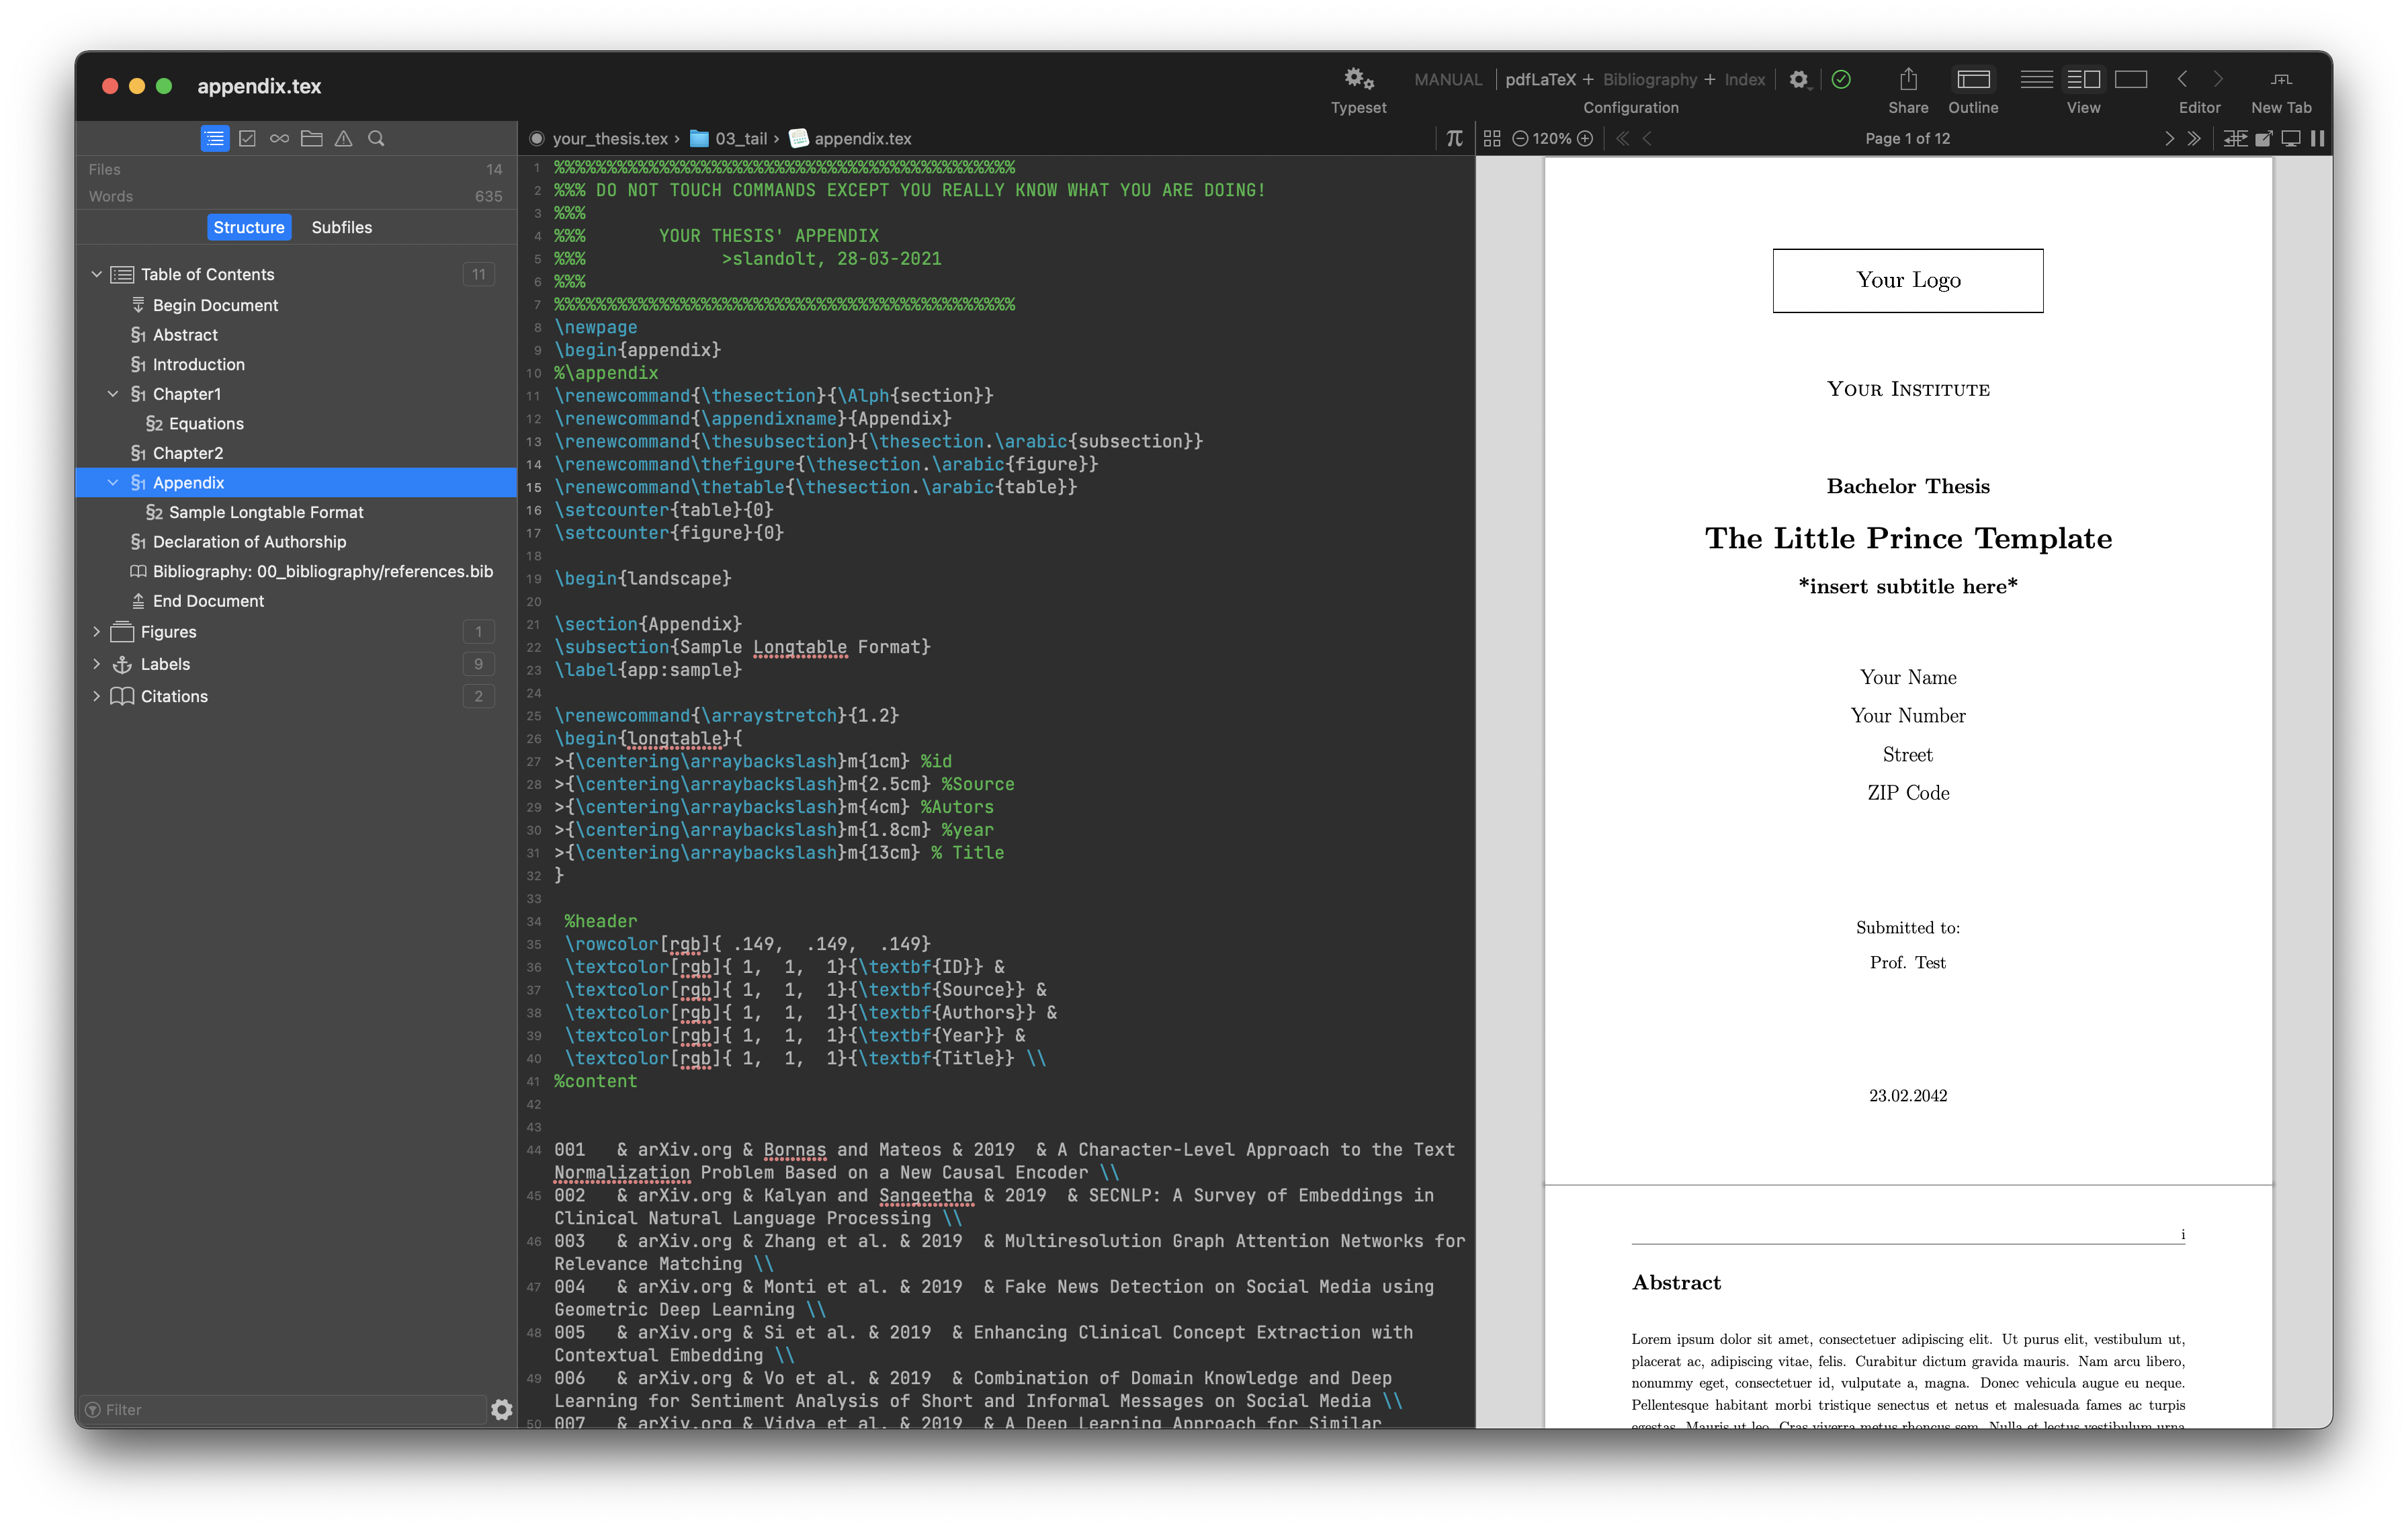 appendix.tex
Typeset
MANUAL pdfLaTeX + Bibliography + Index
Configuration
Share
Outline
View
Editor
New Tab
Files 14
Words 635
Structure Subfiles
Table of Contents 11
Begin Document
§1 Abstract
§1 Introduction
§1 Chapter1
§2 Equations
§1 Chapter2
§1 Appendix
§2 Sample Longtable Format
§1 Declaration of Authorship
Bibliography: 00_bibliography/references.bib
End Document
Figures 1
Labels 9
Citations 2
Filter
your_thesis.tex › 03_tail › appendix.tex
π
1 %%%%%%%%%%%%%%%%%%%%%%%%%%%%%%%%%%%%%%%%%%%%
2 %%% DO NOT TOUCH COMMANDS EXCEPT YOU REALLY KNOW WHAT YOU ARE DOING!
3 %%%
4 %%% YOUR THESIS' APPENDIX
5 %%% >slandolt, 28-03-2021
6 %%%
7 %%%%%%%%%%%%%%%%%%%%%%%%%%%%%%%%%%%%%%%%%%%%
8 \newpage
9 \begin{appendix}
10 %\appendix
11 \renewcommand{\thesection}{\Alph{section}}
12 \renewcommand{\appendixname}{Appendix}
13 \renewcommand{\thesubsection}{\thesection.\arabic{subsection}}
14 \renewcommand\thefigure{\thesection.\arabic{figure}}
15 \renewcommand\thetable{\thesection.\arabic{table}}
16 \setcounter{table}{0}
17 \setcounter{figure}{0}
18
19 \begin{landscape}
20
21 \section{Appendix}
22 \subsection{Sample Longtable Format}
23 \label{app:sample}
24
25 \renewcommand{\arraystretch}{1.2}
26 \begin{longtable}{
27 >{\centering\arraybackslash}m{1cm} %id
28 >{\centering\arraybackslash}m{2.5cm} %Source
29 >{\centering\arraybackslash}m{4cm} %Autors
30 >{\centering\arraybackslash}m{1.8cm} %year
31 >{\centering\arraybackslash}m{13cm} % Title
32 }
33
34 %header
35 \rowcolor[rgb]{ .149, .149, .149}
36 \textcolor[rgb]{ 1, 1, 1}{\textbf{ID}} &
37 \textcolor[rgb]{ 1, 1, 1}{\textbf{Source}} &
38 \textcolor[rgb]{ 1, 1, 1}{\textbf{Authors}} &
39 \textcolor[rgb]{ 1, 1, 1}{\textbf{Year}} &
40 \textcolor[rgb]{ 1, 1, 1}{\textbf{Title}} \\
41 %content
42
43
44 001 & arXiv.org & Bornas and Mateos & 2019 & A Character-Level Approach to the Text
Normalization Problem Based on a New Causal Encoder \\
45 002 & arXiv.org & Kalyan and Sangeetha & 2019 & SECNLP: A Survey of Embeddings in
Clinical Natural Language Processing \\
46 003 & arXiv.org & Zhang et al. & 2019 & Multiresolution Graph Attention Networks for
Relevance Matching \\
47 004 & arXiv.org & Monti et al. & 2019 & Fake News Detection on Social Media using
Geometric Deep Learning \\
48 005 & arXiv.org & Si et al. & 2019 & Enhancing Clinical Concept Extraction with
Contextual Embedding \\
49 006 & arXiv.org & Vo et al. & 2019 & Combination of Domain Knowledge and Deep
Learning for Sentiment Analysis of Short and Informal Messages on Social Media \\
50 007 & arXiv.org & Vidya et al. & 2019 & A Deep Learning Approach for Similar
120%
Page 1 of 12
Your Logo
Your Institute
Bachelor Thesis
The Little Prince Template
*insert subtitle here*
Your Name
Your Number
Street
ZIP Code
Submitted to:
Prof. Test
23.02.2042
i
Abstract
Lorem ipsum dolor sit amet, consectetuer adipiscing elit. Ut purus elit, vestibulum ut,
placerat ac, adipiscing vitae, felis. Curabitur dictum gravida mauris. Nam arcu libero,
nonummy eget, consectetuer id, vulputate a, magna. Donec vehicula augue eu neque.
Pellentesque habitant morbi tristique senectus et netus et malesuada fames ac turpis
egestas. Mauris ut leo. Cras viverra metus rhoncus sem. Nulla et lectus vestibulum urna